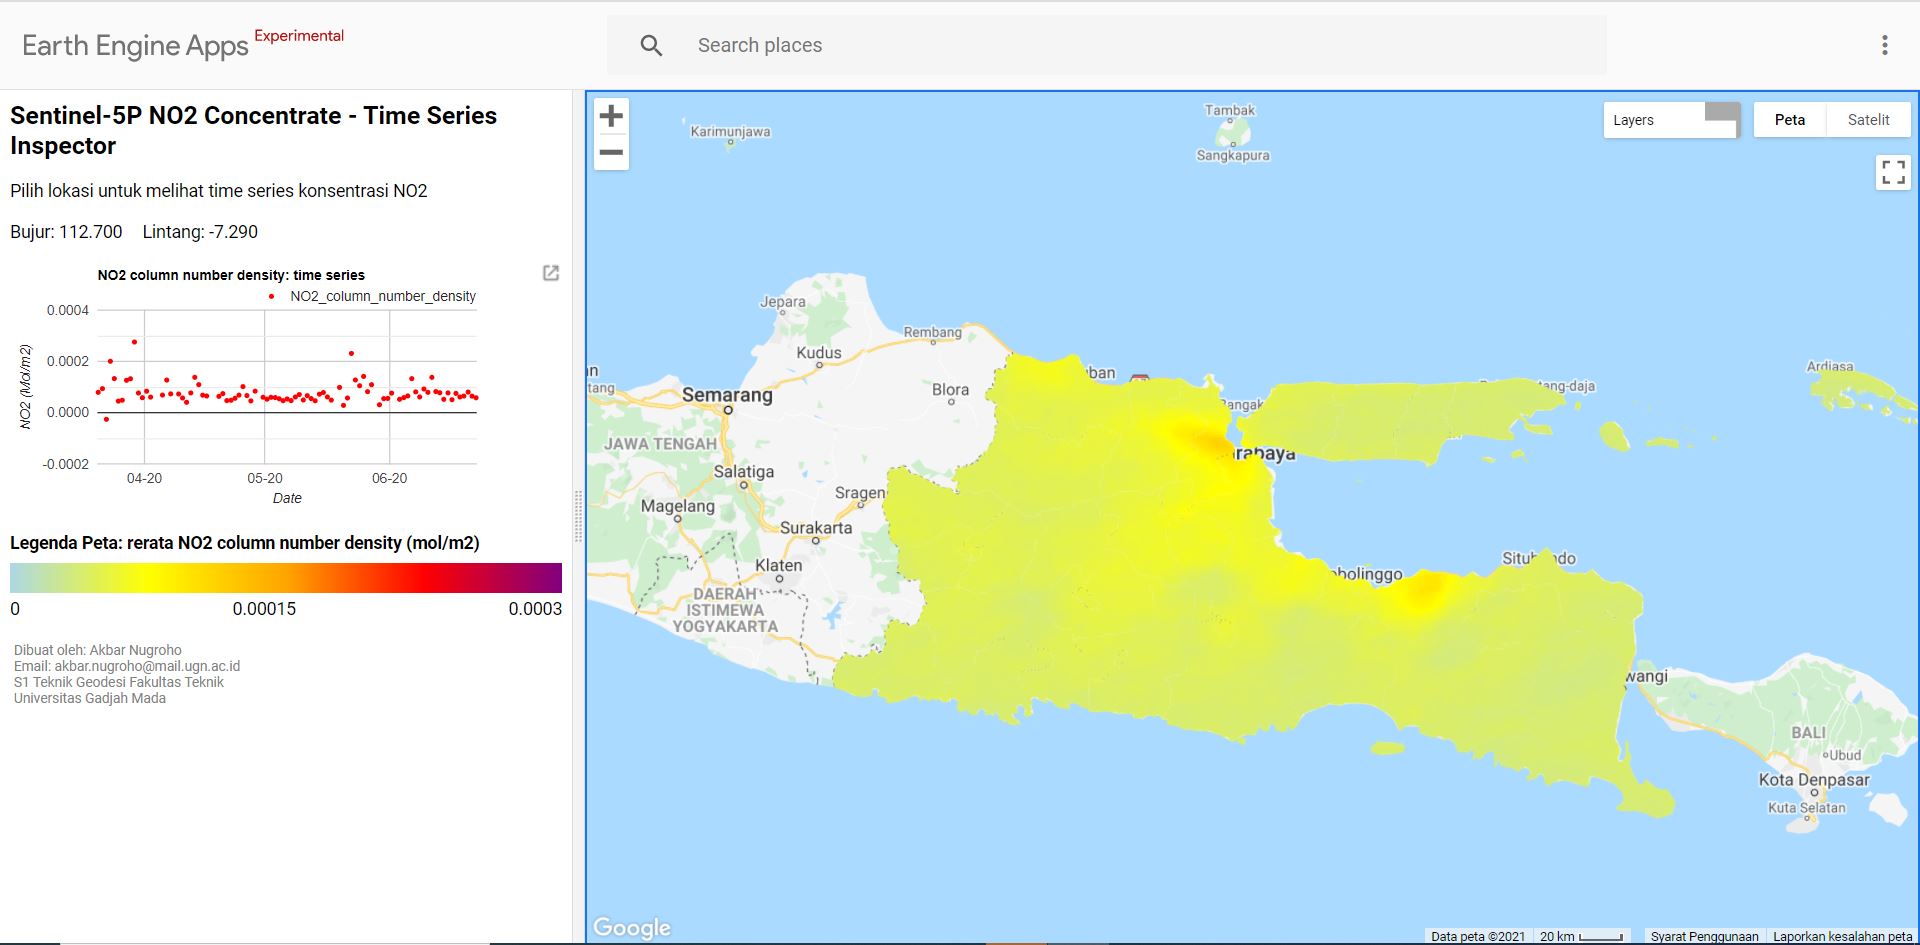 Earth Engine Apps Experimental
Search places
Sentinel-5P NO2 Concentrate - Time Series
Inspector
Pilih lokasi untuk melihat time series konsentrasi NO2
Bujur: 112.700 Lintang: -7.290
NO2 column number density: time series
NO2_column_number_density
0.0004
0.0002
0.0000
-0.0002
NO2 (Mol/m2)
04-20 05-20 06-20
Date
Legenda Peta: rerata NO2 column number density (mol/m2)
0 0.00015 0.0003
Dibuat oleh: Akbar Nugroho
Email: akbar.nugroho@mail.ugn.ac.id
S1 Teknik Geodesi Fakultas Teknik
Universitas Gadjah Mada
+
−
Layers
Peta Satelit
Karimunjawa
Tambak
Sangkapura
Jepara
Rembang
Kudus
ban
Ardiasa
tang-daja
Semarang
Blora
Pangak
JAWA TENGAH
rabaya
Salatiga
Sragen
Magelang
Surakarta
Klaten
bolinggo
Situbondo
DAERAH
ISTIMEWA
YOGYAKARTA
wangi
BALI
Ubud
Kota Denpasar
Kuta Selatan
Google
Data peta ©2021 20 km Syarat Penggunaan Laporkan kesalahan peta